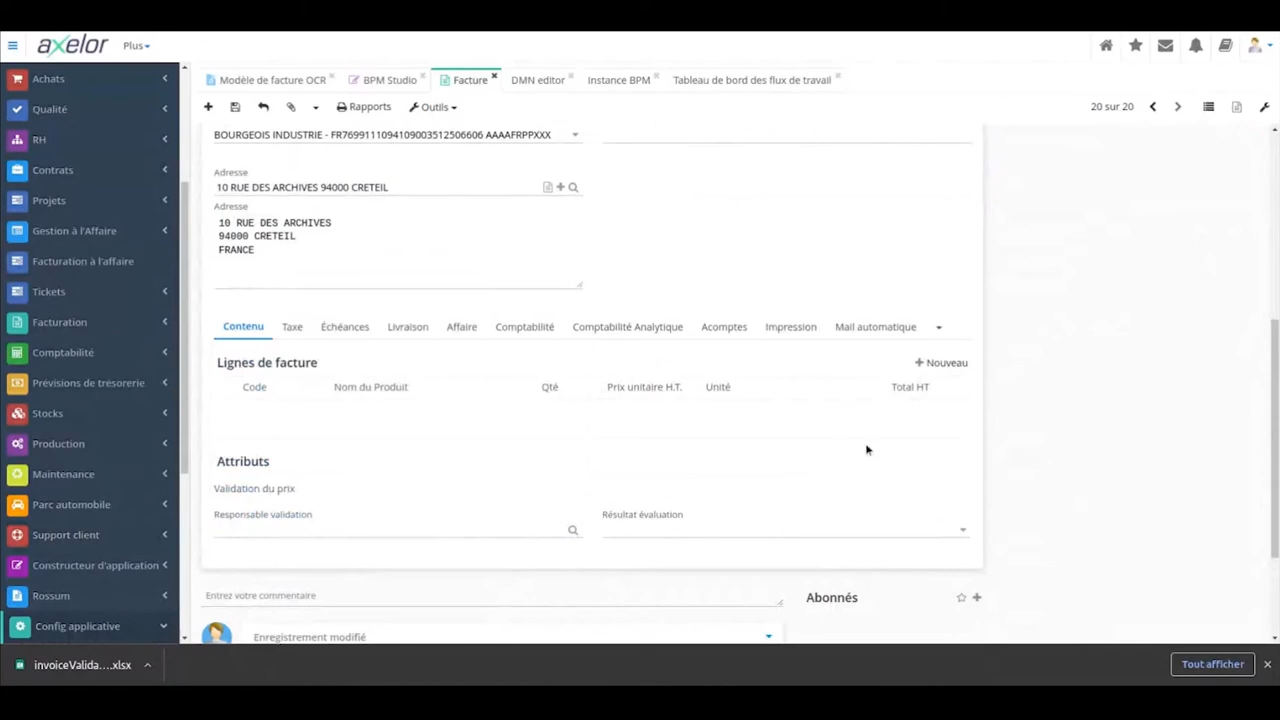 axelor
Plus
Modèle de facture OCR
BPM Studio
Facture
DMN editor
Instance BPM
Tableau de bord des flux de travail
Rapports
Outils
20 sur 20
Achats
Qualité
RH
Contrats
Projets
Gestion à l'Affaire
Facturation à l'affaire
Tickets
Facturation
Comptabilité
Prévisions de trésorerie
Stocks
Production
Maintenance
Parc automobile
Support client
Constructeur d'application
Rossum
Config applicative
BOURGEOIS INDUSTRIE - FR7699111094109003512506606 AAAAFRPPXXX
Adresse
10 RUE DES ARCHIVES 94000 CRETEIL
Adresse
10 RUE DES ARCHIVES
94000 CRETEIL
FRANCE
Contenu
Taxe
Échéances
Livraison
Affaire
Comptabilité
Comptabilité Analytique
Acomptes
Impression
Mail automatique
Lignes de facture
Nouveau
Code
Nom du Produit
Qté
Prix unitaire H.T.
Unité
Total HT
Attributs
Validation du prix
Responsable validation
Résultat évaluation
Entrez votre commentaire
Abonnés
Enregistrement modifié
invoiceValida....xlsx
Tout afficher